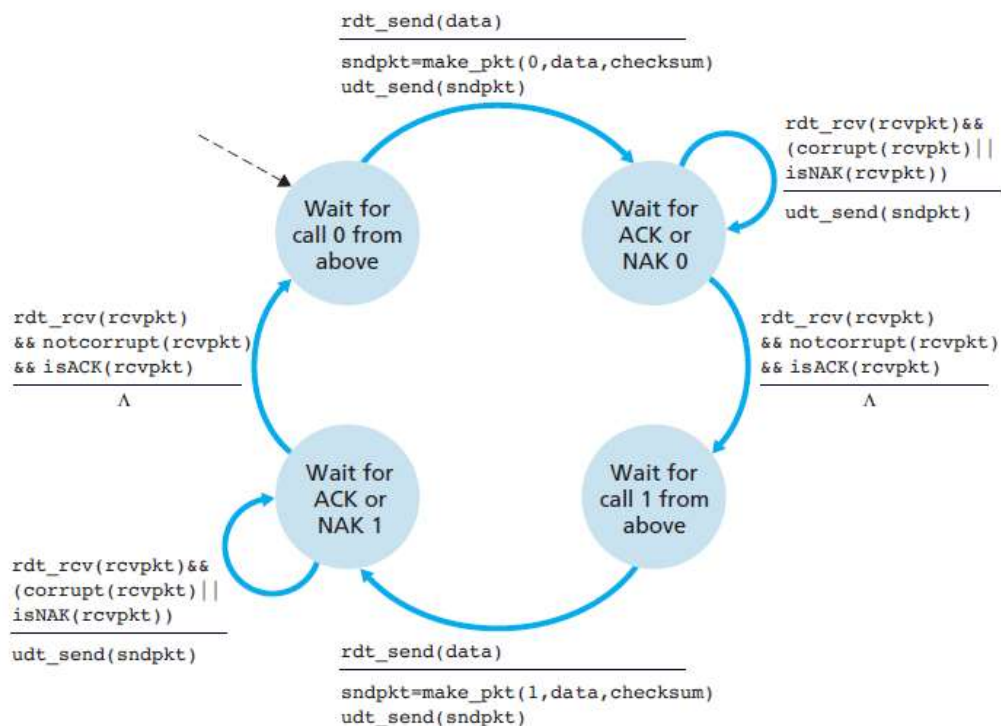 rdt_send(data)
sndpkt=make_pkt(0,data,checksum)
udt_send(sndpkt)
rdt_rcv(rcvpkt)&&
(corrupt(rcvpkt)||
isNAK(rcvpkt))
udt_send(sndpkt)
Wait for
call 0 from
above
Wait for
ACK or
NAK 0
rdt_rcv(rcvpkt)
&& notcorrupt(rcvpkt)
&& isACK(rcvpkt)
Λ
rdt_rcv(rcvpkt)
&& notcorrupt(rcvpkt)
&& isACK(rcvpkt)
Λ
Wait for
ACK or
NAK 1
Wait for
call 1 from
above
rdt_rcv(rcvpkt)&&
(corrupt(rcvpkt)||
isNAK(rcvpkt))
udt_send(sndpkt)
rdt_send(data)
sndpkt=make_pkt(1,data,checksum)
udt_send(sndpkt)